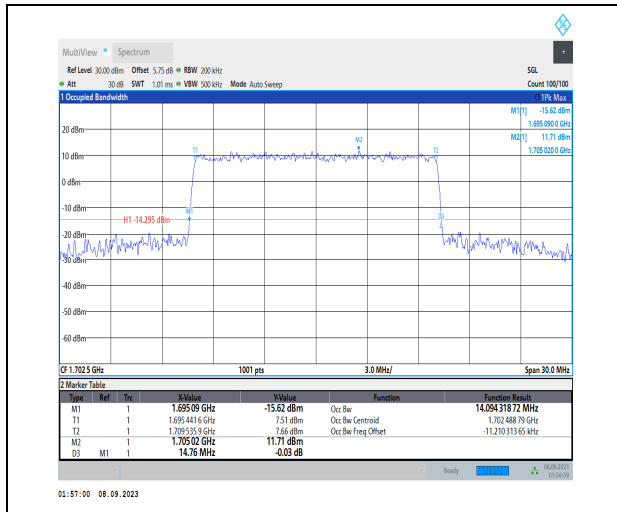 MultiView Spectrum
Ref Level 30.00 dBm Offset 5.75 dB RBW 200 kHz SGL
Att 30 dB SWT 1.01 ms VBW 500 kHz Mode Auto Sweep Count 100/100
1 Occupied Bandwidth 1Pk Max
M1[1] -15.62 dBm
1.695 090 0 GHz
M2[1] 11.71 dBm
1.705 020 0 GHz
20 dBm
M2
T1 T2
10 dBm
0 dBm
-10 dBm
M1
H1 -14.295 dBm
D3
-20 dBm
-30 dBm
-40 dBm
-50 dBm
-60 dBm
CF 1.702 5 GHz 1001 pts 3.0 MHz/ Span 30.0 MHz
2 Marker Table
Type Ref Trc X-Value Y-Value Function Function Result
M1 1 1.695 09 GHz -15.62 dBm Occ Bw 14.094 318 72 MHz
T1 1 1.695 441 6 GHz 7.51 dBm Occ Bw Centroid 1.702 488 79 GHz
T2 1 1.709 535 9 GHz 7.66 dBm Occ Bw Freq Offset -11.210 313 65 kHz
M2 1 1.705 02 GHz 11.71 dBm
D3 M1 1 14.76 MHz -0.03 dB
Ready 08.09.2023
01:56:59
01:57:00 08.09.2023